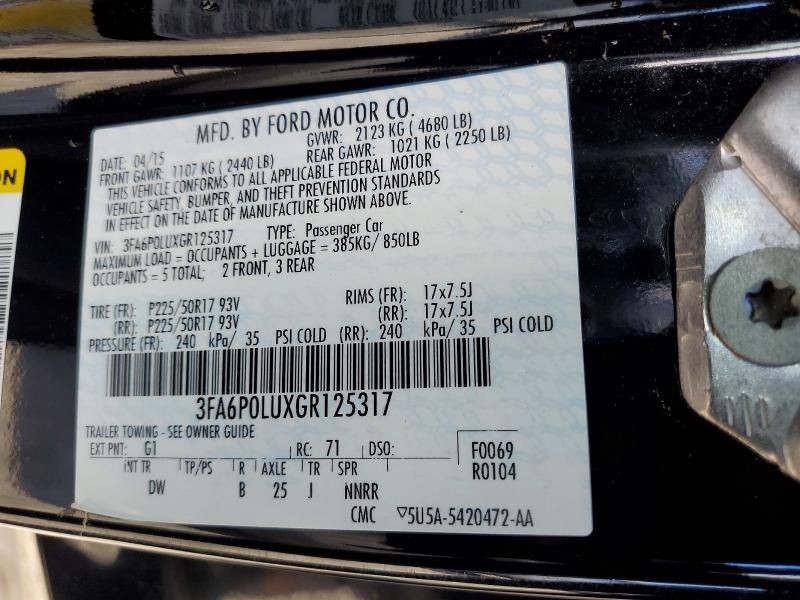 MFD. BY FORD MOTOR CO.
DATE: 04/15 GVWR: 2123 KG ( 4680 LB)
FRONT GAWR: 1107 KG ( 2440 LB) REAR GAWR: 1021 KG ( 2250 LB)
THIS VEHICLE CONFORMS TO ALL APPLICABLE FEDERAL MOTOR
VEHICLE SAFETY, BUMPER, AND THEFT PREVENTION STANDARDS
IN EFFECT ON THE DATE OF MANUFACTURE SHOWN ABOVE.
VIN: 3FA6P0LUXGR125317 TYPE: Passenger Car
MAXIMUM LOAD = OCCUPANTS + LUGGAGE = 385KG/ 850LB
OCCUPANTS = 5 TOTAL; 2 FRONT, 3 REAR
TIRE (FR): P225/50R17 93V RIMS (FR): 17x7.5J
(RR): P225/50R17 93V (RR): 17x7.5J
PRESSURE (FR): 240 kPa/ 35 PSI COLD (RR): 240 kPa/ 35 PSI COLD
3FA6P0LUXGR125317
TRAILER TOWING - SEE OWNER GUIDE
EXT PNT: G1 RC: 71 DSO: F0069
R0104
INT TR TP/PS R AXLE TR SPR
DW B 25 J NNRR
CMC ▽5U5A-5420472-AA
ON